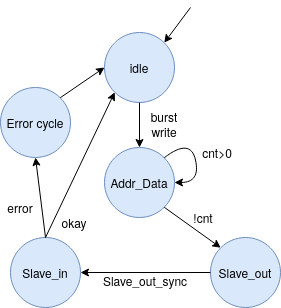 idle
burst
write
Error cycle
cnt>0
Addr_Data
!cnt
error
okay
Slave_in
Slave_out_sync
Slave_out